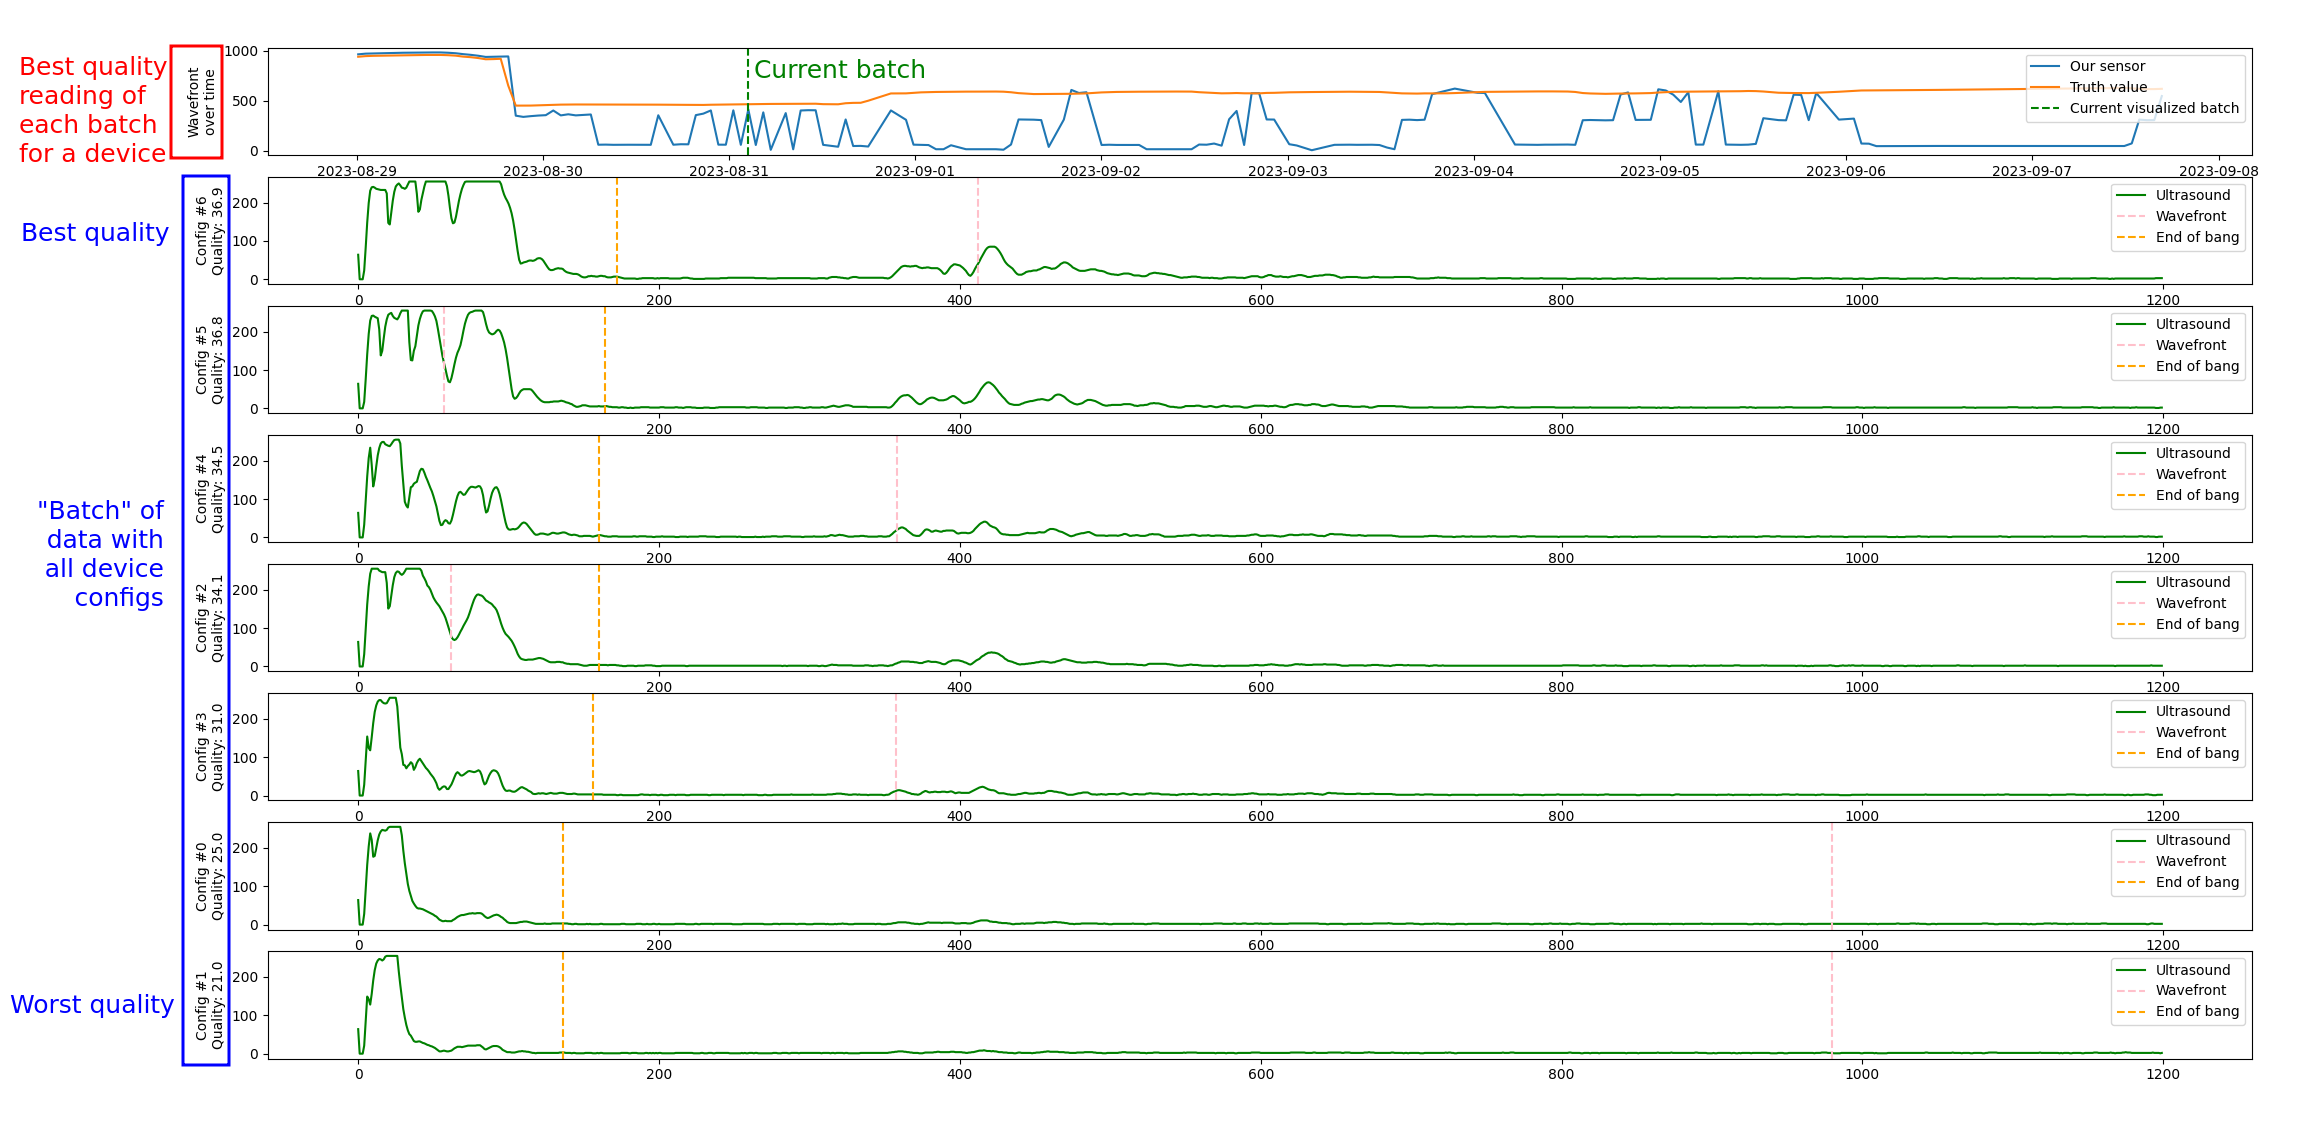 Best quality
reading of
each batch
for a device
Wavefront
over time
1000
500
0
Current batch
Our sensor
Truth value
Current visualized batch
2023-08-29 2023-08-30 2023-08-31 2023-09-01 2023-09-02 2023-09-03 2023-09-04 2023-09-05 2023-09-06 2023-09-07 2023-09-08
Best quality
Config #6
Quality: 36.9
200
100
0
Ultrasound
Wavefront
End of bang
0 200 400 600 800 1000 1200
Config #5
Quality: 36.8
200
100
0
Ultrasound
Wavefront
End of bang
0 200 400 600 800 1000 1200
"Batch" of
data with
all device
configs
Config #4
Quality: 34.5
200
100
0
Ultrasound
Wavefront
End of bang
0 200 400 600 800 1000 1200
Config #2
Quality: 34.1
200
100
0
Ultrasound
Wavefront
End of bang
0 200 400 600 800 1000 1200
Config #3
Quality: 31.0
200
100
0
Ultrasound
Wavefront
End of bang
0 200 400 600 800 1000 1200
Config #0
Quality: 25.0
200
100
0
Ultrasound
Wavefront
End of bang
0 200 400 600 800 1000 1200
Worst quality
Config #1
Quality: 21.0
200
100
0
Ultrasound
Wavefront
End of bang
0 200 400 600 800 1000 1200